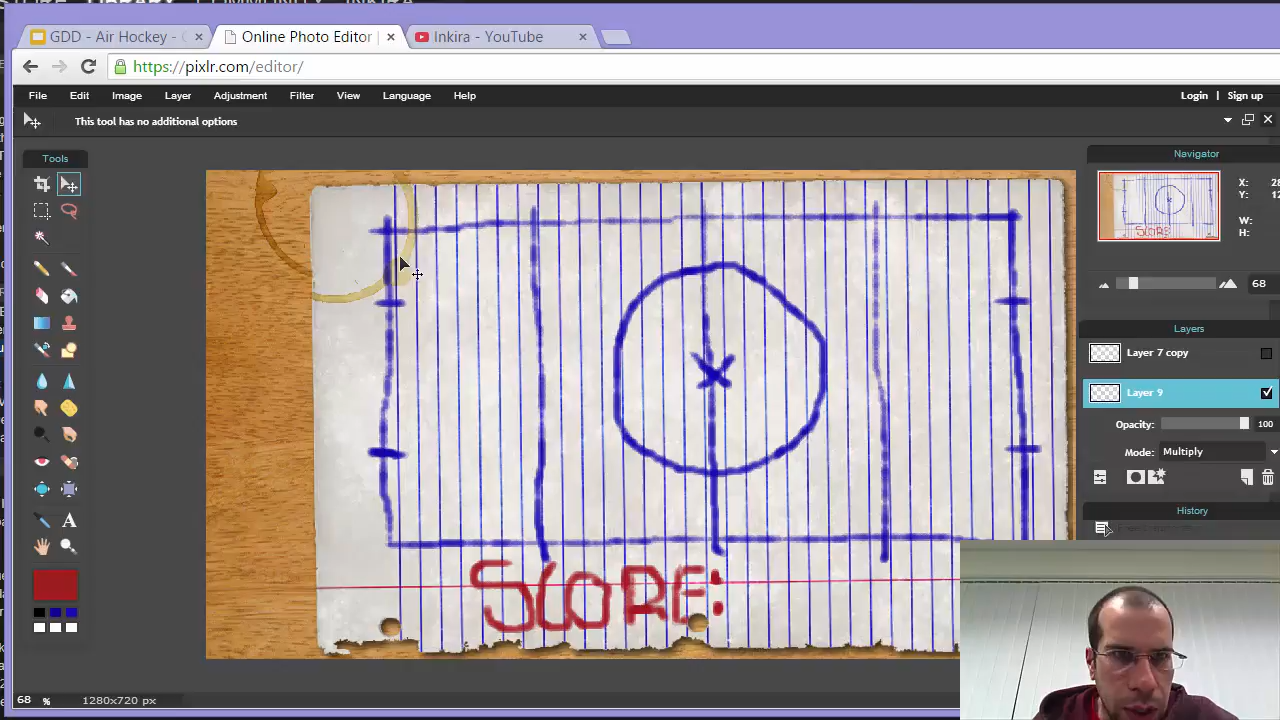 GDD - Air Hockey -
Online Photo Editor
Inkira - YouTube
https://pixlr.com/editor/
File Edit Image Layer Adjustment Filter View Language Help Login | Sign up
This tool has no additional options
Tools
Navigator
X:
Y:
W:
H:
68
Layers
Layer 7 copy
Layer 9
Opacity: 100
Mode: Multiply
History
SCORE:
SCORE
68 % 1280x720 px